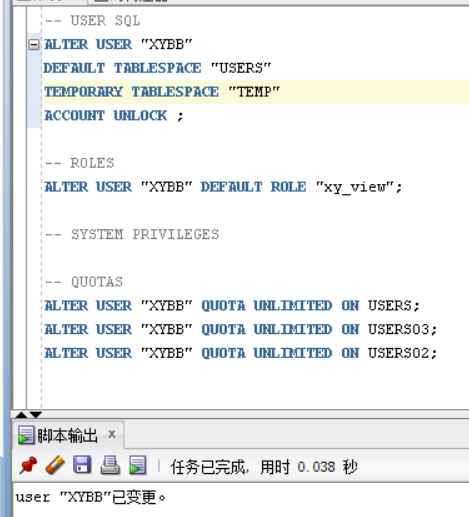 -- USER SQL
ALTER USER "XYBB"
DEFAULT TABLESPACE "USERS"
TEMPORARY TABLESPACE "TEMP"
ACCOUNT UNLOCK ;
-- ROLES
ALTER USER "XYBB" DEFAULT ROLE "xy_view";
-- SYSTEM PRIVILEGES
-- QUOTAS
ALTER USER "XYBB" QUOTA UNLIMITED ON USERS;
ALTER USER "XYBB" QUOTA UNLIMITED ON USERS03;
ALTER USER "XYBB" QUOTA UNLIMITED ON USERS02;
脚本输出 x
任务已完成, 用时 0.038 秒
user "XYBB"已变更。